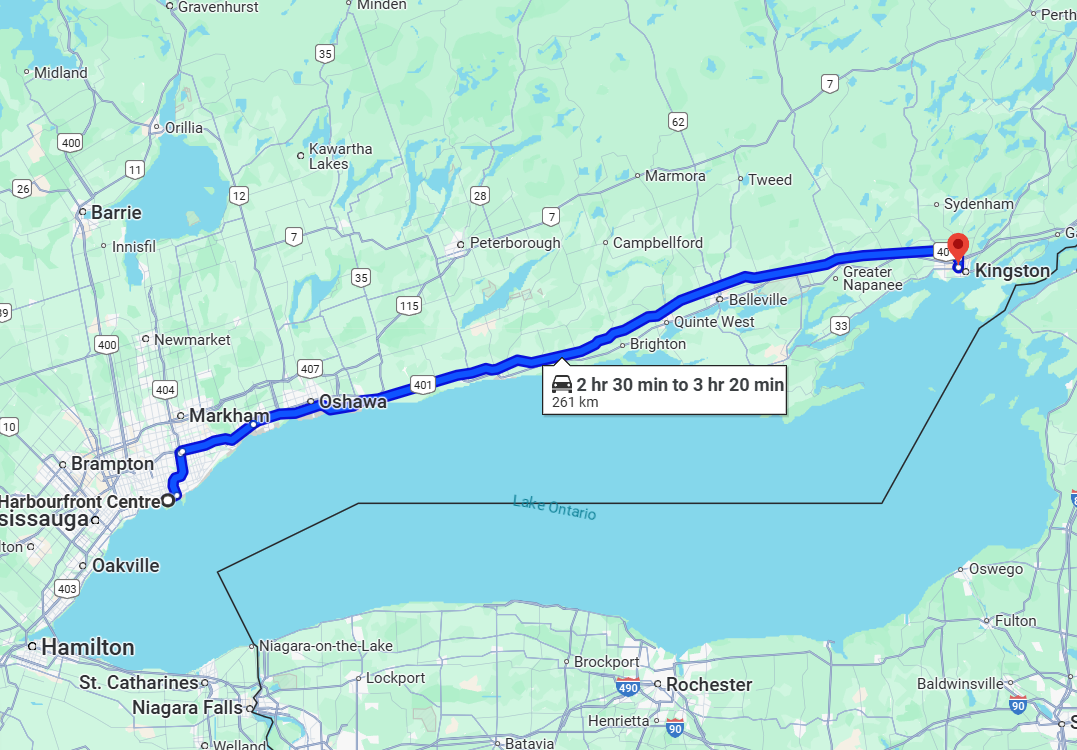 Gravenhurst
Minden
Perth
Midland
35
7
62
400
Orillia
Kawartha
Lakes
11
Marmora
Tweed
26
12
28
Sydenham
Barrie
7
Innisfil
7
Peterborough
Campbellford
40
Kingston
35
Greater
Napanee
115
Belleville
400
Newmarket
Quinte West
33
Brighton
407
404
401
2 hr 30 min to 3 hr 20 min
261 km
Markham
Oshawa
10
Brampton
Harbourfront Centre
sissauga
Lake Ontario
lton
Oakville
Oswego
403
Fulton
Hamilton
Niagara-on-the-Lake
Brockport
St. Catharines
Lockport
490
Rochester
Baldwinsville
Niagara Falls
Henrietta
90
90
Welland
Batavia
S